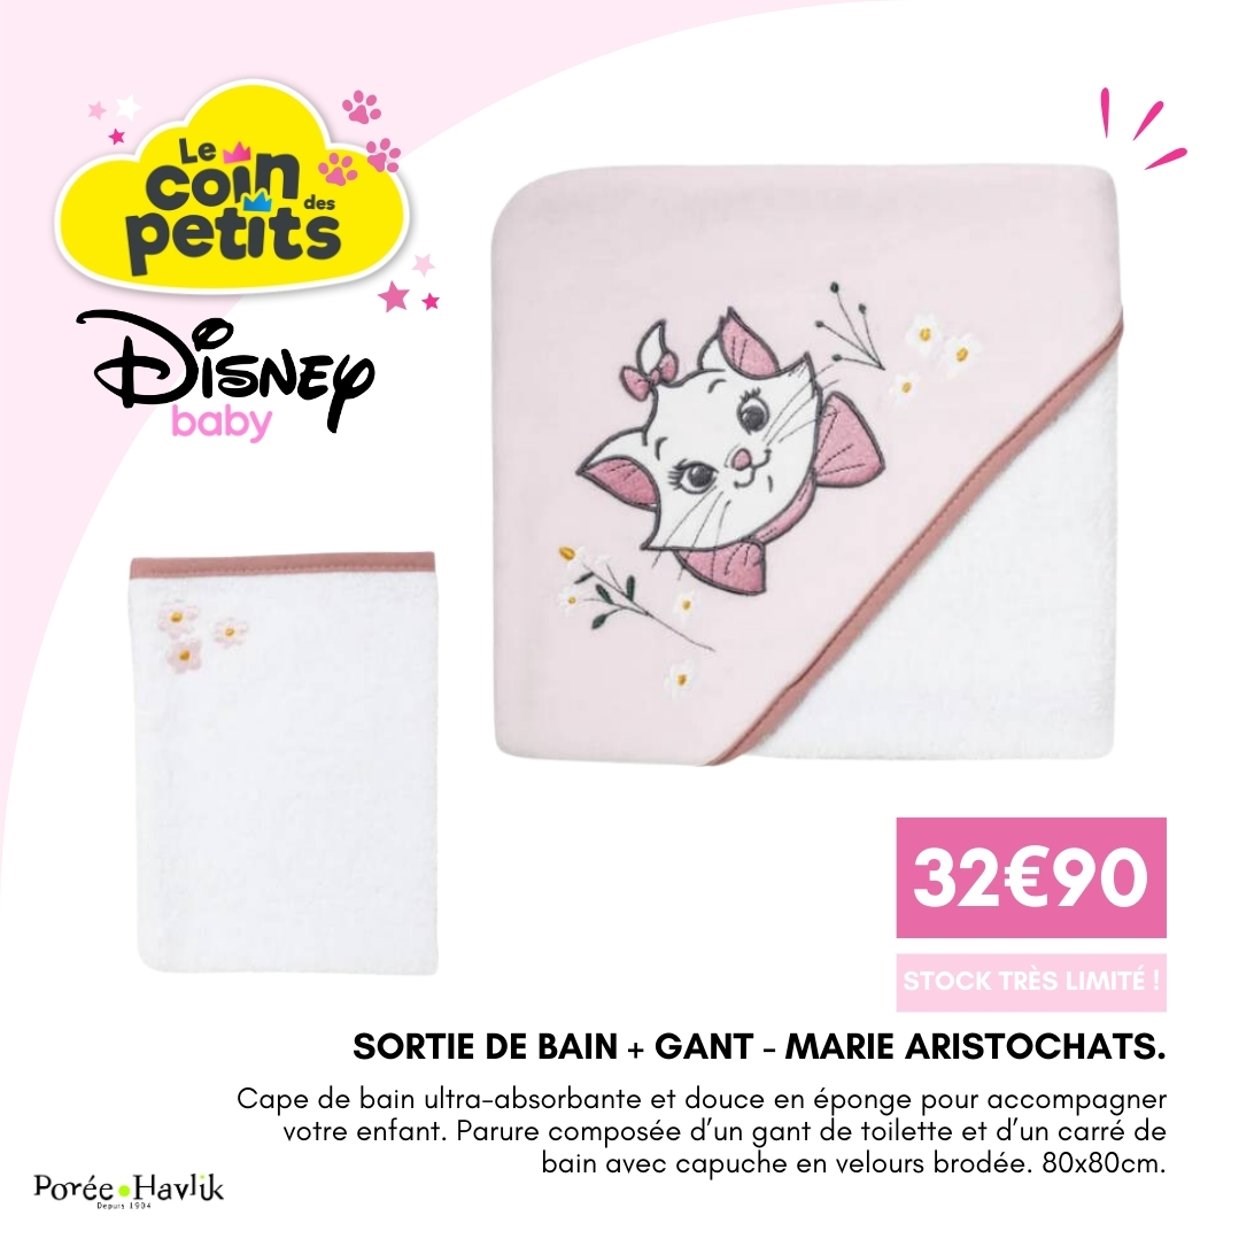 Le
coin
des
petits
Disney
baby
32€90
STOCK TRÈS LIMITÉ !
SORTIE DE BAIN + GANT - MARIE ARISTOCHATS.
Cape de bain ultra-absorbante et douce en éponge pour accompagner
votre enfant. Parure composée d’un gant de toilette et d’un carré de
bain avec capuche en velours brodée. 80x80cm.
Porée Havlik
Depuis 1994